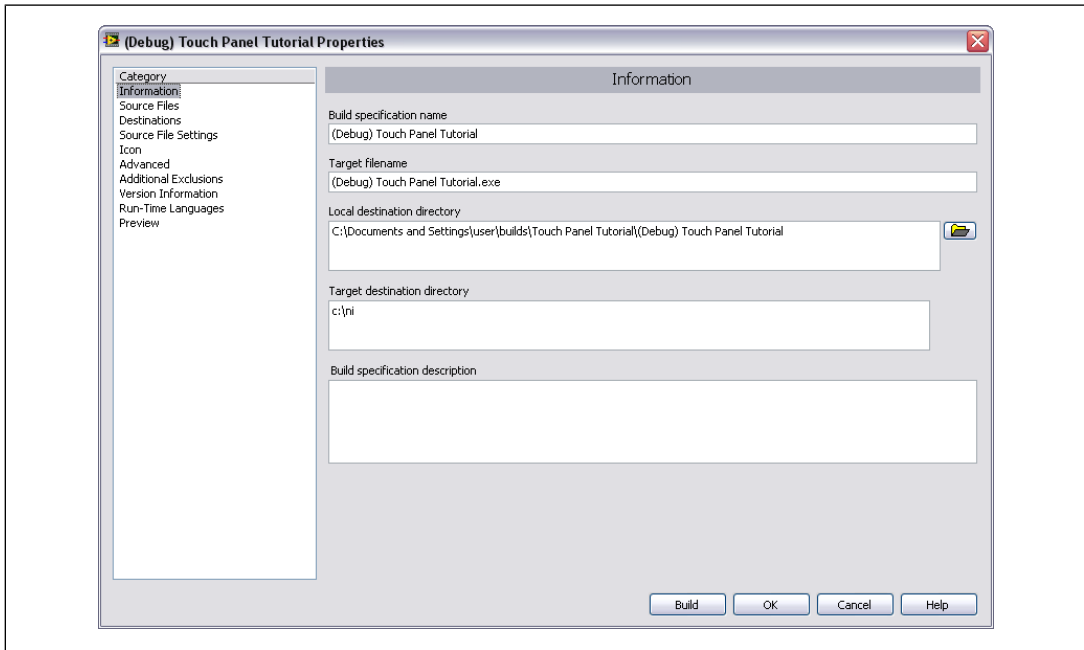 (Debug) Touch Panel Tutorial Properties
Category
Information
Source Files
Destinations
Source File Settings
Icon
Advanced
Additional Exclusions
Version Information
Run-Time Languages
Preview
Information
Build specification name
(Debug) Touch Panel Tutorial
Target filename
(Debug) Touch Panel Tutorial.exe
Local destination directory
C:\Documents and Settings\user\builds\Touch Panel Tutorial\(Debug) Touch Panel Tutorial
Target destination directory
c:\ni
Build specification description
Build
OK
Cancel
Help